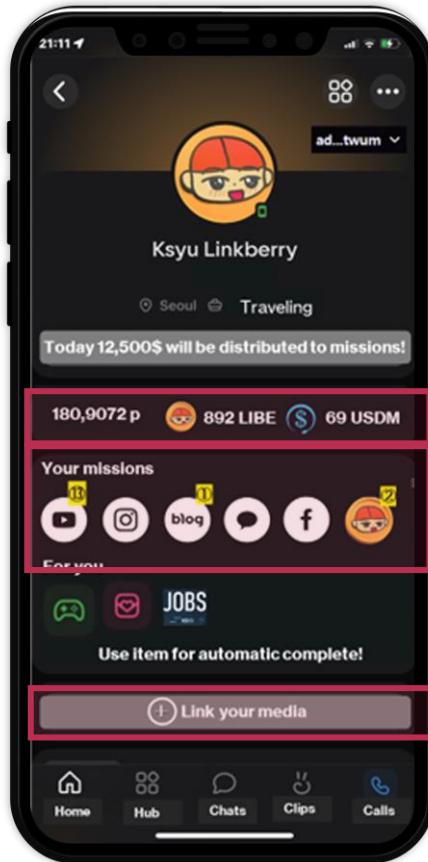 21:11
ad...twum
Ksyu Linkberry
Seoul Traveling
Today 12,500$ will be distributed to missions!
180,9072 p 892 LIBE $ 69 USDM
Your missions
⑬ ① ②
blog f
For you
JOBS
Use item for automatic complete!
+ Link your media
Home Hub Chats Clips Calls